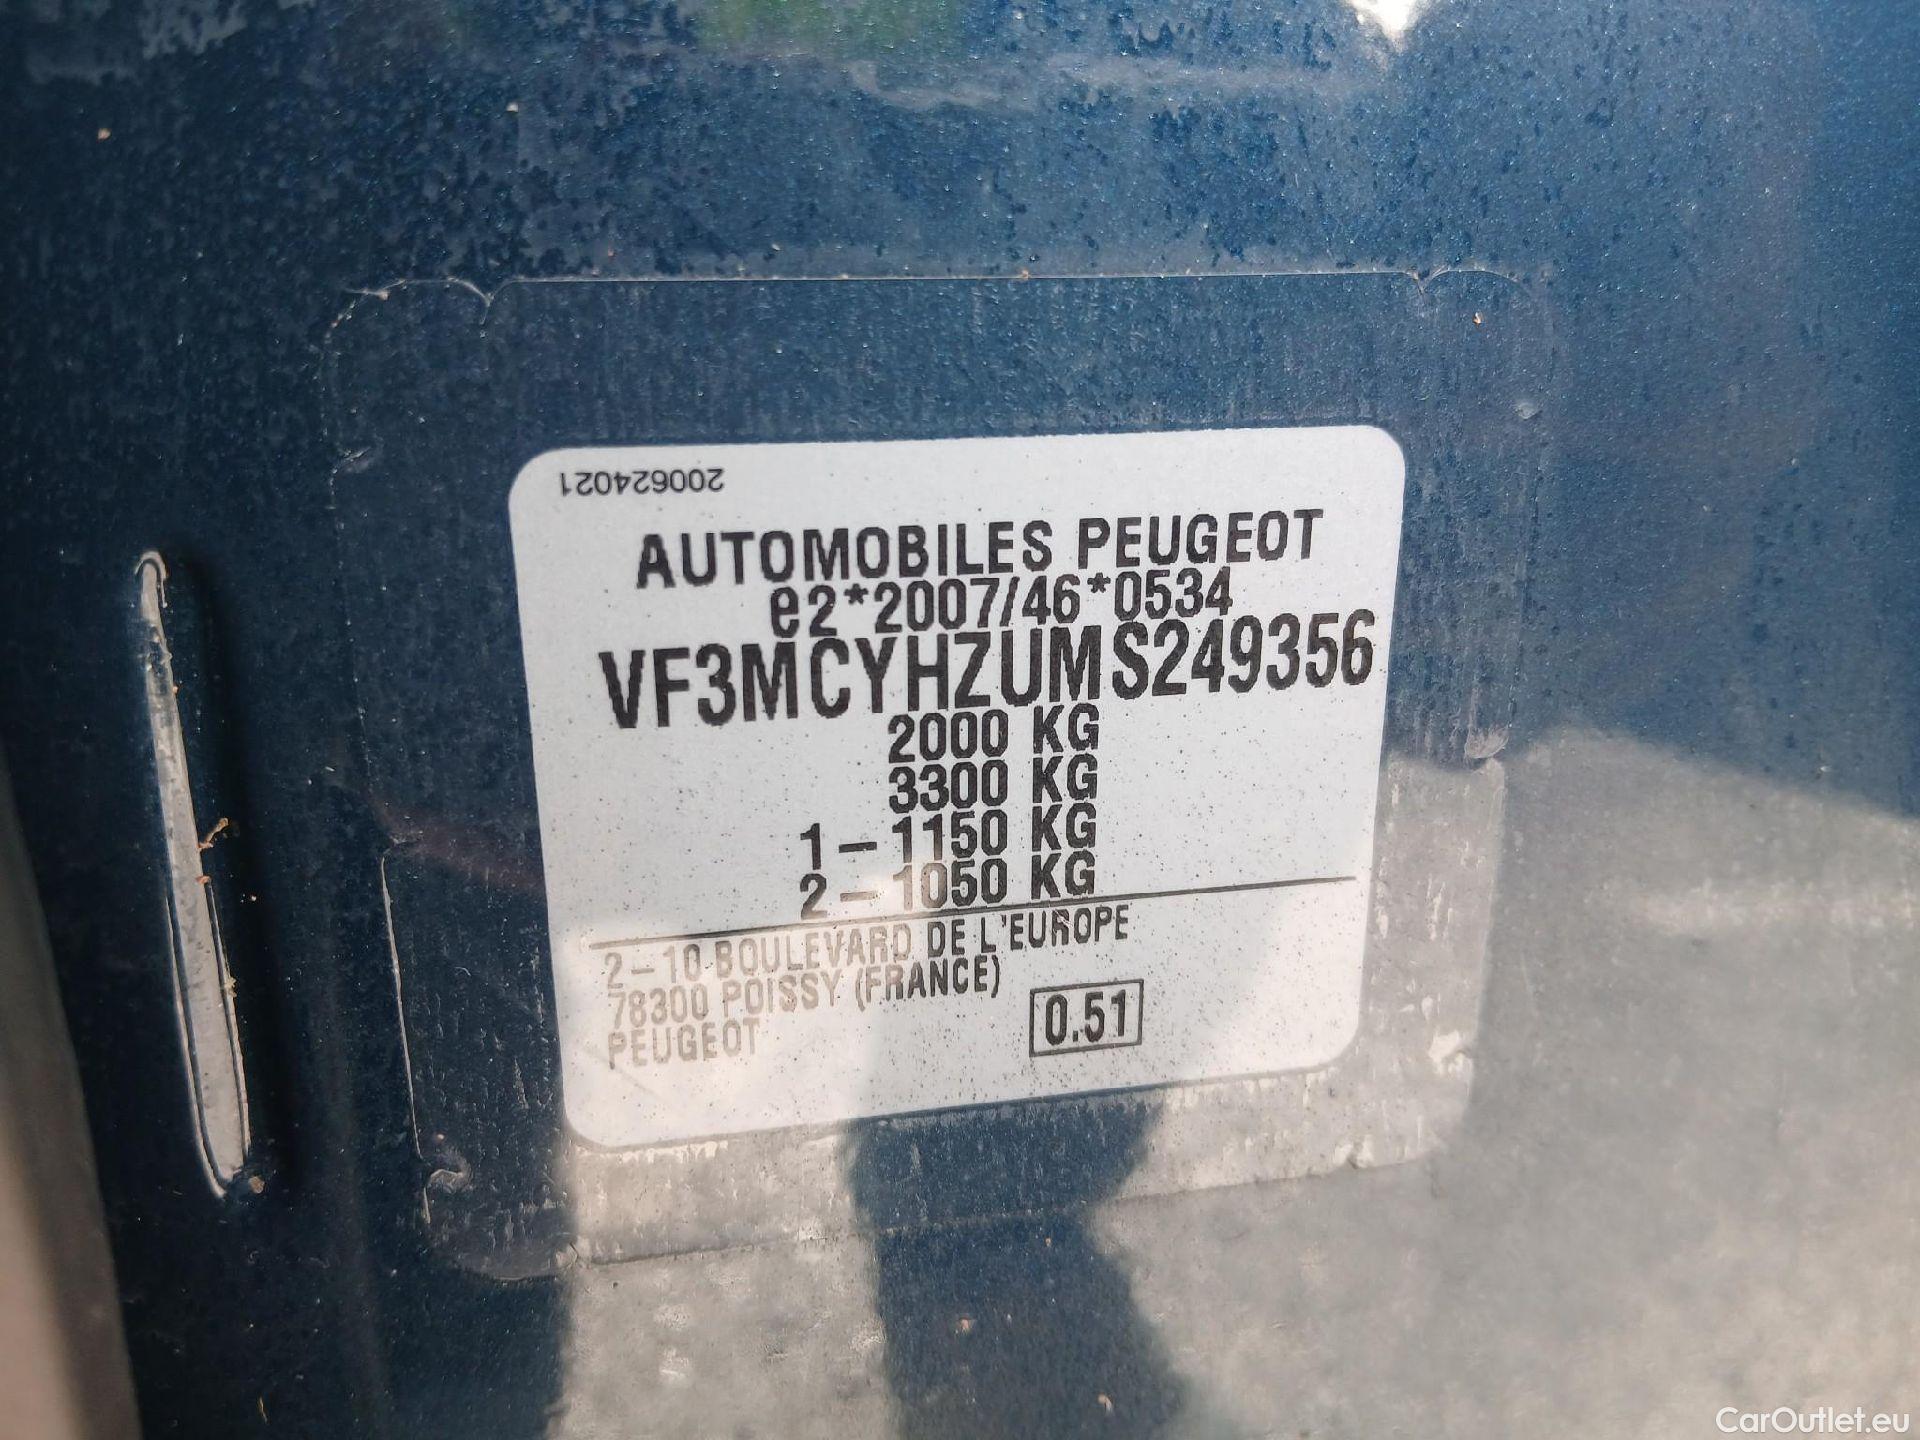 200624021
AUTOMOBILES PEUGEOT
e2*2007/46*0534
VF3MCYHZUMS249356
2000 KG
3300 KG
1-1150 KG
2-1050 KG
2-10 BOULEVARD DE L'EUROPE
78300 POISSY (FRANCE)
PEUGEOT
0.51
CarOutlet.eu